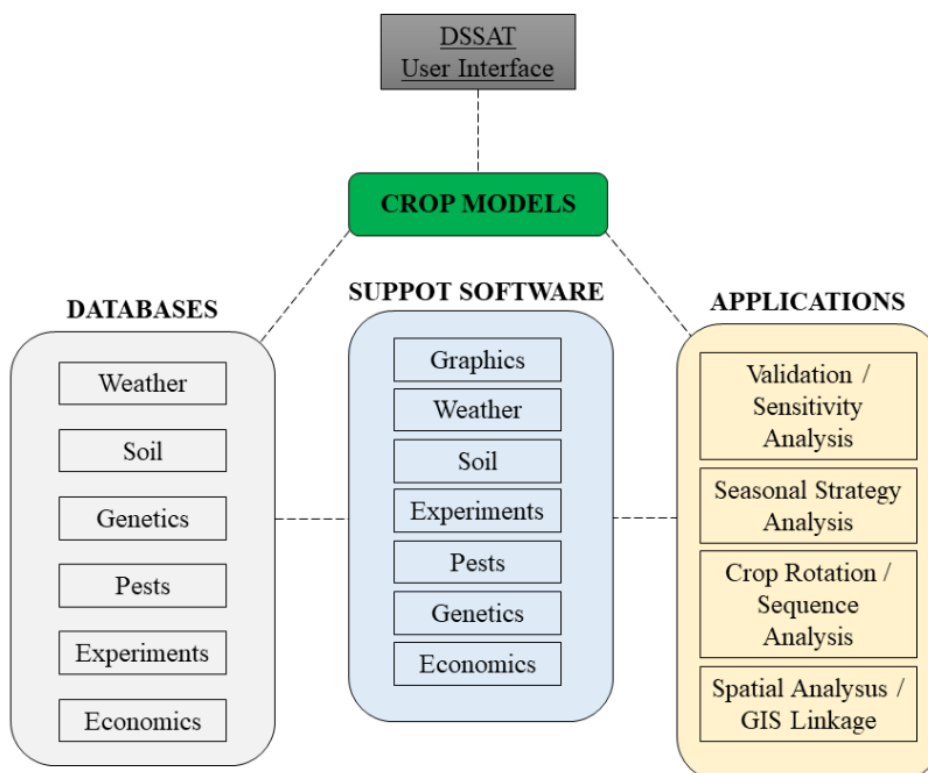 DSSAT
User Interface
CROP MODELS
DATABASES
Weather
Soil
Genetics
Pests
Experiments
Economics
SUPPOT SOFTWARE
Graphics
Weather
Soil
Experiments
Pests
Genetics
Economics
APPLICATIONS
Validation /
Sensitivity
Analysis
Seasonal Strategy
Analysis
Crop Rotation /
Sequence
Analysis
Spatial Analysus /
GIS Linkage